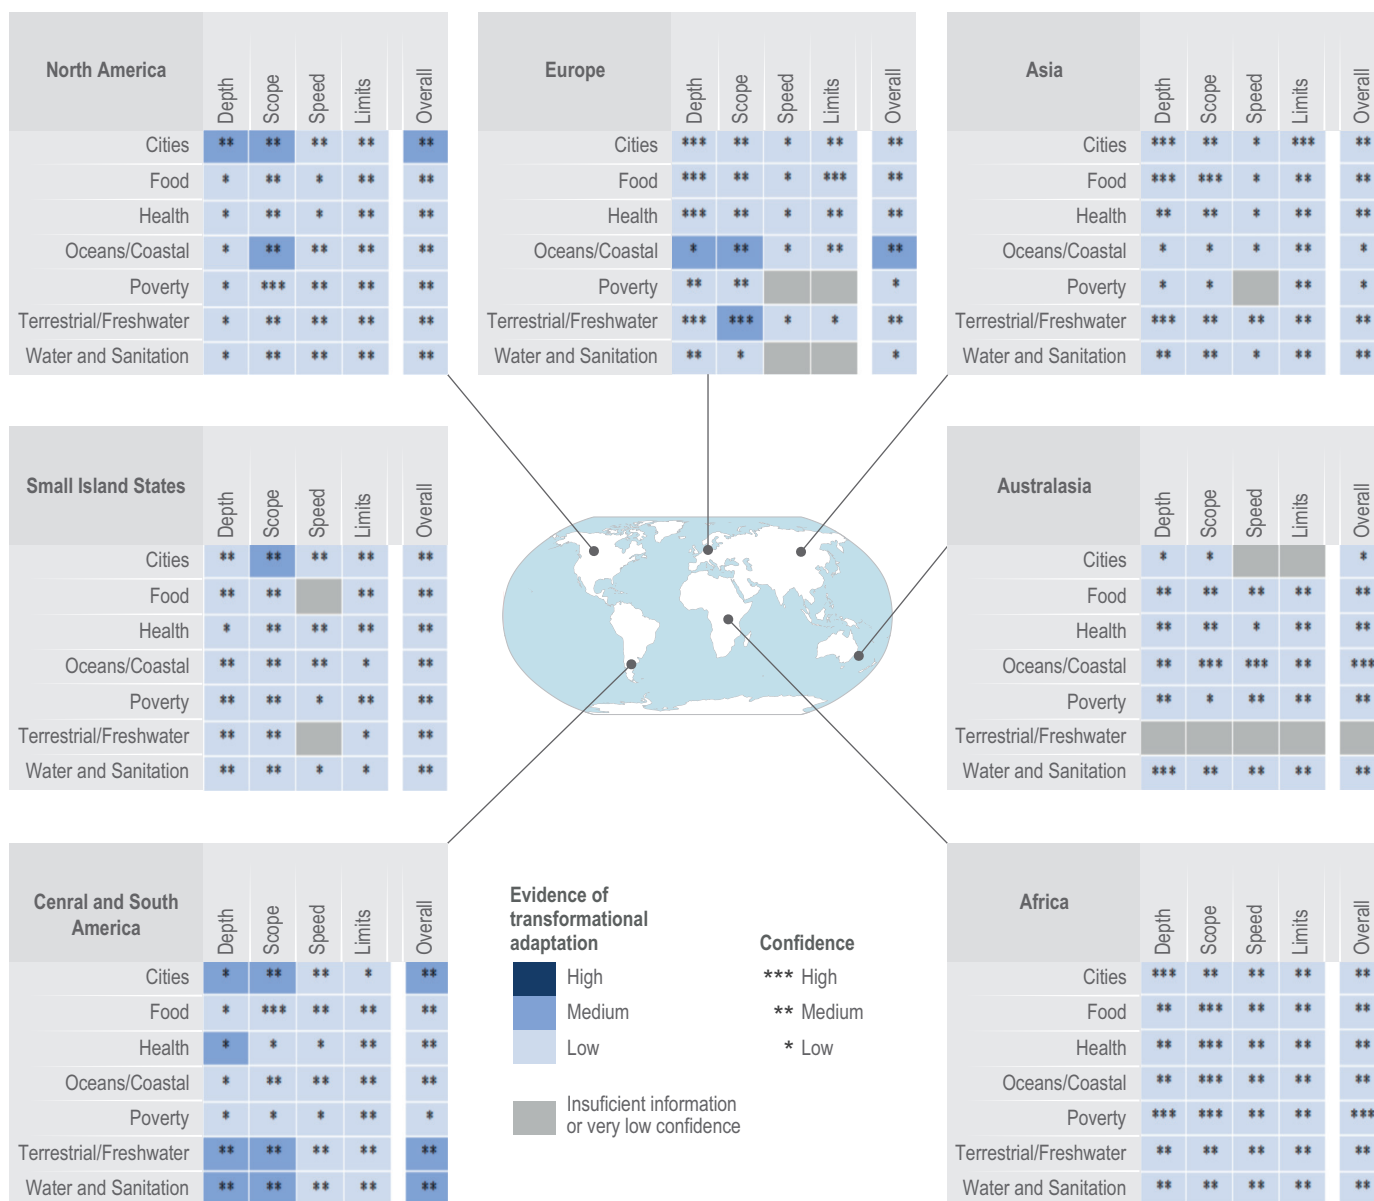 North America
Depth Scope Speed Limits Overall
Cities ** ** ** ** **
Food * ** * ** **
Health * ** * ** **
Oceans/Coastal * ** ** ** **
Poverty * *** ** ** **
Terrestrial/Freshwater * ** ** ** **
Water and Sanitation * ** ** ** **
Europe
Depth Scope Speed Limits Overall
Cities *** ** * ** **
Food *** ** * *** **
Health *** ** * ** **
Oceans/Coastal * ** * ** **
Poverty ** ** *
Terrestrial/Freshwater *** *** * * **
Water and Sanitation ** * *
Asia
Depth Scope Speed Limits Overall
Cities *** ** * *** **
Food *** *** * ** **
Health ** ** * ** **
Oceans/Coastal * * * ** *
Poverty * * ** *
Terrestrial/Freshwater *** ** ** ** **
Water and Sanitation ** ** * ** **
Small Island States
Depth Scope Speed Limits Overall
Cities ** ** ** ** **
Food ** ** ** **
Health * ** ** ** **
Oceans/Coastal ** ** ** * **
Poverty ** ** * ** **
Terrestrial/Freshwater ** ** * **
Water and Sanitation ** ** * * **
Australasia
Depth Scope Speed Limits Overall
Cities * * *
Food ** ** ** ** **
Health ** ** * ** **
Oceans/Coastal ** *** *** ** ***
Poverty ** * ** ** **
Terrestrial/Freshwater
Water and Sanitation *** ** ** ** **
Cenral and South
America
Depth Scope Speed Limits Overall
Cities * ** ** * **
Food * *** ** ** **
Health * * * ** **
Oceans/Coastal * ** ** ** **
Poverty * * * ** *
Terrestrial/Freshwater ** ** ** ** **
Water and Sanitation ** ** ** ** **
Evidence of
transformational
adaptation
High
Medium
Low
Insuficient information
or very low confidence
Confidence
*** High
** Medium
* Low
Africa
Depth Scope Speed Limits Overall
Cities *** ** ** ** **
Food ** *** ** ** **
Health ** *** ** ** **
Oceans/Coastal ** *** ** ** **
Poverty *** *** ** ** ***
Terrestrial/Freshwater ** ** ** ** **
Water and Sanitation ** ** ** ** **